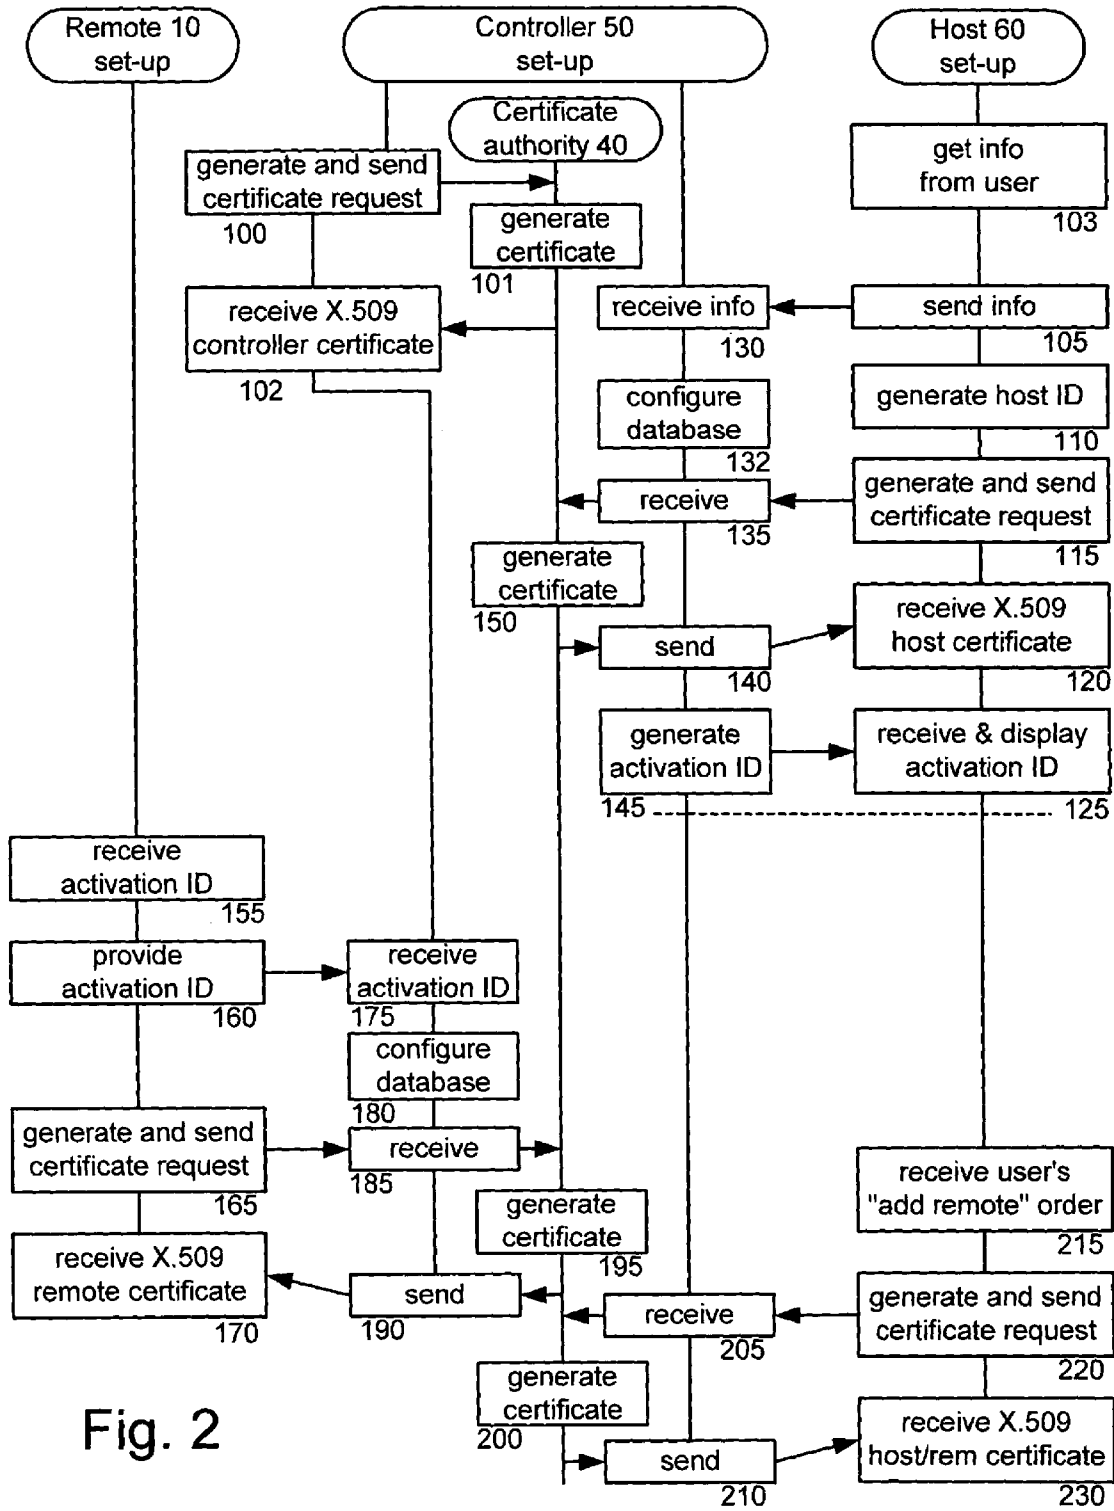 Remote 10
set-up
Controller 50
set-up
Host 60
set-up
Certificate
authority 40
generate and send
certificate request
100
get info
from user
103
generate
certificate
101
receive X.509
controller certificate
102
receive info
130
send info
105
configure
database
132
generate host ID
110
receive
135
generate and send
certificate request
115
generate
certificate
150
receive X.509
host certificate
120
send
140
generate
activation ID
145
receive & display
activation ID
125
receive
activation ID
155
provide
activation ID
160
receive
activation ID
175
configure
database
180
generate and send
certificate request
165
receive
185
generate
certificate
195
receive user's
"add remote" order
215
receive X.509
remote certificate
170
send
190
receive
205
generate and send
certificate request
220
generate
certificate
200
send
210
receive X.509
host/rem certificate
230
Fig. 2